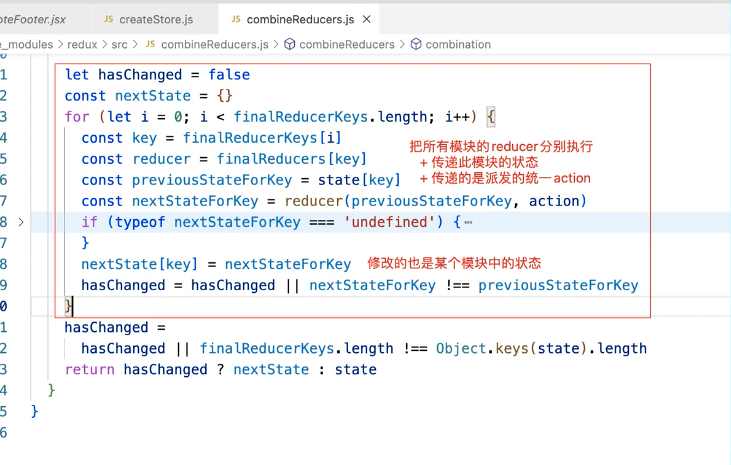 oteFooter.jsx
JS createStore.js
JS combineReducers.js ×
e_modules > redux > src > JS combineReducers.js > combineReducers > combination
1 let hasChanged = false
2 const nextState = {}
3 for (let i = 0; i < finalReducerKeys.length; i++) {
4 const key = finalReducerKeys[i]
把所有模块的reducer分别执行
5 const reducer = finalReducers[key]
+ 传递此模块的状态
6 const previousStateForKey = state[key]
+ 传递的是派发的统一action
7 const nextStateForKey = reducer(previousStateForKey, action)
8 > if (typeof nextStateForKey === 'undefined') {⋯
7 }
8 nextState[key] = nextStateForKey 修改的也是某个模块中的状态
9 hasChanged = hasChanged || nextStateForKey !== previousStateForKey
0 }
1 hasChanged =
2 hasChanged || finalReducerKeys.length !== Object.keys(state).length
3 return hasChanged ? nextState : state
4 }
5 }
6